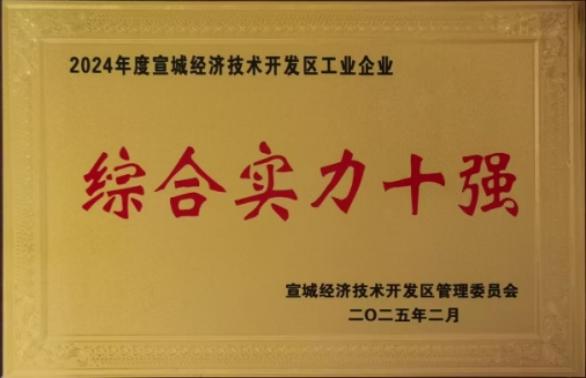 2024年度宣城经济技术开发区工业企业
综合实力十强
宣城经济技术开发区管理委员会
二〇二五年二月